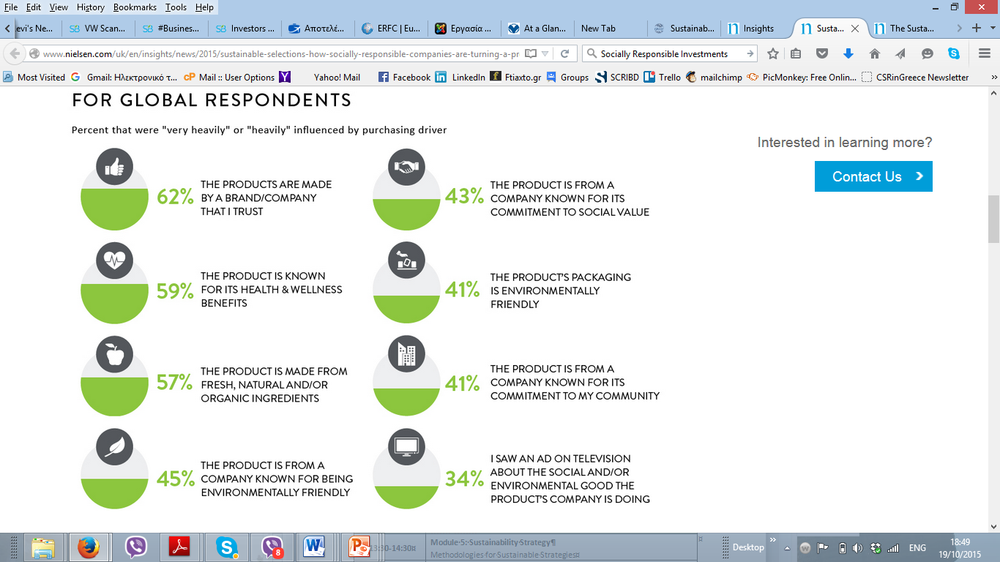 File Edit View History Bookmarks Tools Help
evi's Ne... VW Scan... #Busines... Investors ... Αποτελέ... ERFC | Eu... Εργασία ... At a Glan... New Tab Sustainab... Insights Susta... The Susta...
www.nielsen.com/uk/en/insights/news/2015/sustainable-selections-how-socially-responsible-companies-are-turning-a-pr Socially Responsible Investments
Most Visited Gmail: Ηλεκτρονικό τ... Mail :: User Options Yahoo! Mail Facebook LinkedIn Ftiaxto.gr Groups SCRIBD Trello mailchimp PicMonkey: Free Onlin... CSRinGreece Newsletter
FOR GLOBAL RESPONDENTS
Percent that were "very heavily" or "heavily" influenced by purchasing driver
62%
THE PRODUCTS ARE MADE
BY A BRAND/COMPANY
THAT I TRUST
59%
THE PRODUCT IS KNOWN
FOR ITS HEALTH & WELLNESS
BENEFITS
57%
THE PRODUCT IS MADE FROM
FRESH, NATURAL AND/OR
ORGANIC INGREDIENTS
45%
THE PRODUCT IS FROM A
COMPANY KNOWN FOR BEING
ENVIRONMENTALLY FRIENDLY
43%
THE PRODUCT IS FROM A
COMPANY KNOWN FOR ITS
COMMITMENT TO SOCIAL VALUE
41%
THE PRODUCT'S PACKAGING
IS ENVIRONMENTALLY
FRIENDLY
41%
THE PRODUCT IS FROM A
COMPANY KNOWN FOR ITS
COMMITMENT TO MY COMMUNITY
34%
I SAW AN AD ON TELEVISION
ABOUT THE SOCIAL AND/OR
ENVIRONMENTAL GOOD THE
PRODUCT'S COMPANY IS DOING
Interested in learning more?
Contact Us
8
13:30-14:30¤
Module·5:·Sustainability·Strategy¶
Methodologies·for·Sustainable·Strategies¤
Desktop
ENG
18:49
19/10/2015